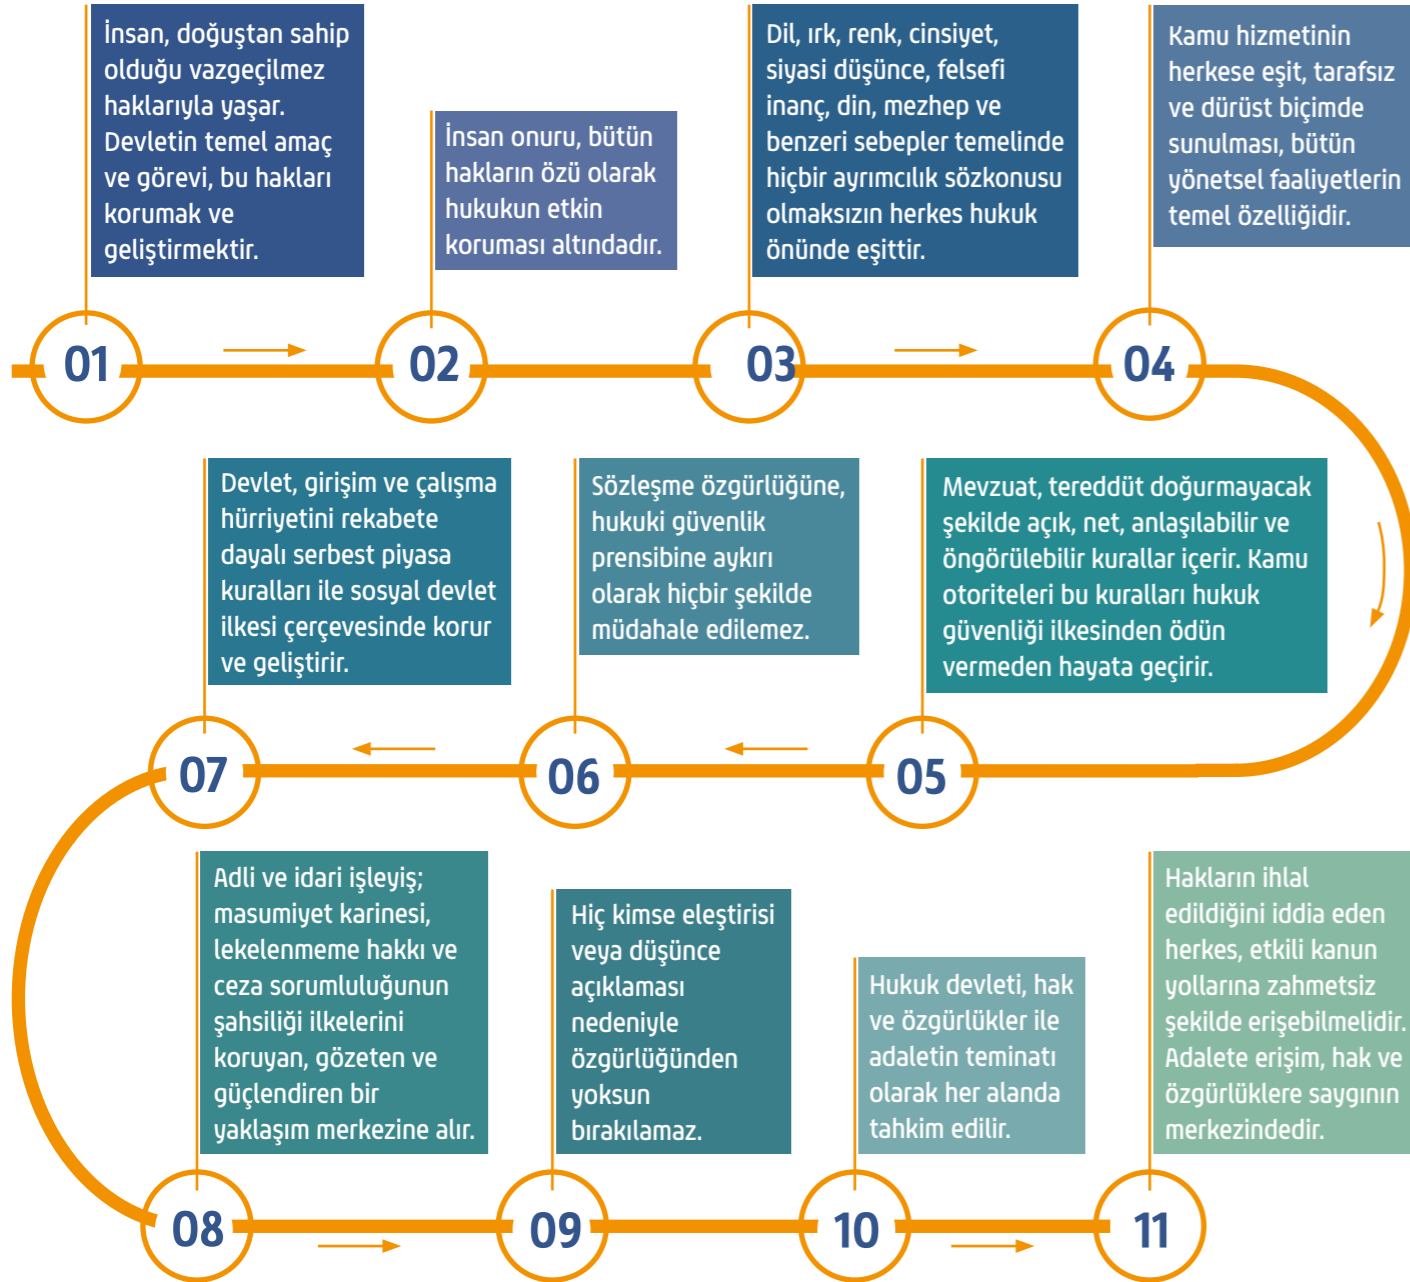 İnsan, doğuştan sahip
olduğu vazgeçilmez
haklarıyla yaşar.
Devletin temel amaç
ve görevi, bu hakları
korumak ve
geliştirmektir.
01
İnsan onuru, bütün
hakların özü olarak
hukukun etkin
koruması altındadır.
02
Dil, ırk, renk, cinsiyet,
siyasi düşünce, felsefi
inanç, din, mezhep ve
benzeri sebepler temelinde
hiçbir ayrımcılık sözkonusu
olmaksızın herkes hukuk
önünde eşittir.
03
Kamu hizmetinin
herkese eşit, tarafsız
ve dürüst biçimde
sunulması, bütün
yönetsel faaliyetlerin
temel özelliğidir.
04
Mevzuat, tereddüt doğurmayacak
şekilde açık, net, anlaşılabilir ve
öngörülebilir kurallar içerir. Kamu
otoriteleri bu kuralları hukuk
güvenliği ilkesinden ödün
vermeden hayata geçirir.
05
Sözleşme özgürlüğüne,
hukuki güvenlik
prensibine aykırı
olarak hiçbir şekilde
müdahale edilemez.
06
Devlet, girişim ve çalışma
hürriyetini rekabete
dayalı serbest piyasa
kuralları ile sosyal devlet
ilkesi çerçevesinde korur
ve geliştirir.
07
Adli ve idari işleyiş;
masumiyet karinesi,
lekelenmeme hakkı ve
ceza sorumluluğunun
şahsiliği ilkelerini
koruyan, gözeten ve
güçlendiren bir
yaklaşım merkezine alır.
08
Hiç kimse eleştirisi
veya düşünce
açıklaması
nedeniyle
özgürlüğünden
yoksun
bırakılamaz.
09
Hukuk devleti, hak
ve özgürlükler ile
adaletin teminatı
olarak her alanda
tahkim edilir.
10
Hakların ihlal
edildiğini iddia eden
herkes, etkili kanun
yollarına zahmetsiz
şekilde erişebilmelidir.
Adalete erişim, hak ve
özgürlüklere saygının
merkezindedir.
11